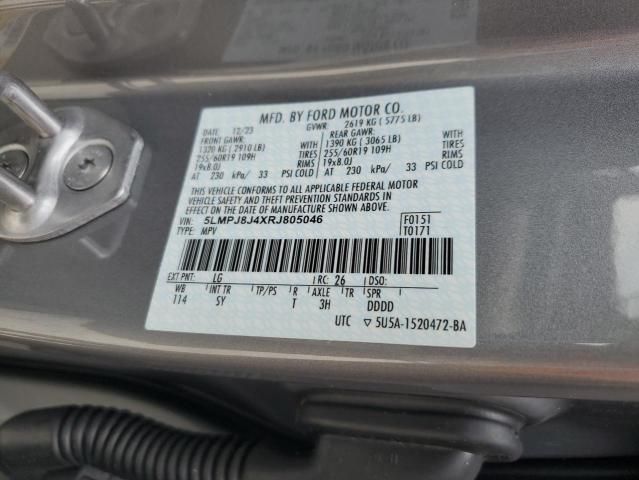 MFD. BY FORD MOTOR CO.
DATE: 12/23 GVWR: 2619 KG ( 5775 LB)
FRONT GAWR: REAR GAWR:
1320 KG ( 2910 LB) 1390 KG ( 3065 LB)
255/60R19 109H TIRES 255/60R19 109H TIRES
19x8.0J RIMS 19x8.0J RIMS
AT 230 kPa/ 33 PSI COLD AT 230 kPa/ 33 PSI COLD
THIS VEHICLE CONFORMS TO ALL APPLICABLE FEDERAL MOTOR
VEHICLE SAFETY AND THEFT PREVENTION STANDARDS IN
EFFECT ON THE DATE OF MANUFACTURE SHOWN ABOVE.
VIN: 5LMPJ8J4XRJ805046 F0151
TYPE: MPV T0171
EXT PNT: LG RC: 26 DSO:
WB INT TR TP/PS R AXLE TR SPR
114 SY T 3H DDDD
UTC ▽ 5U5A-1520472-BA